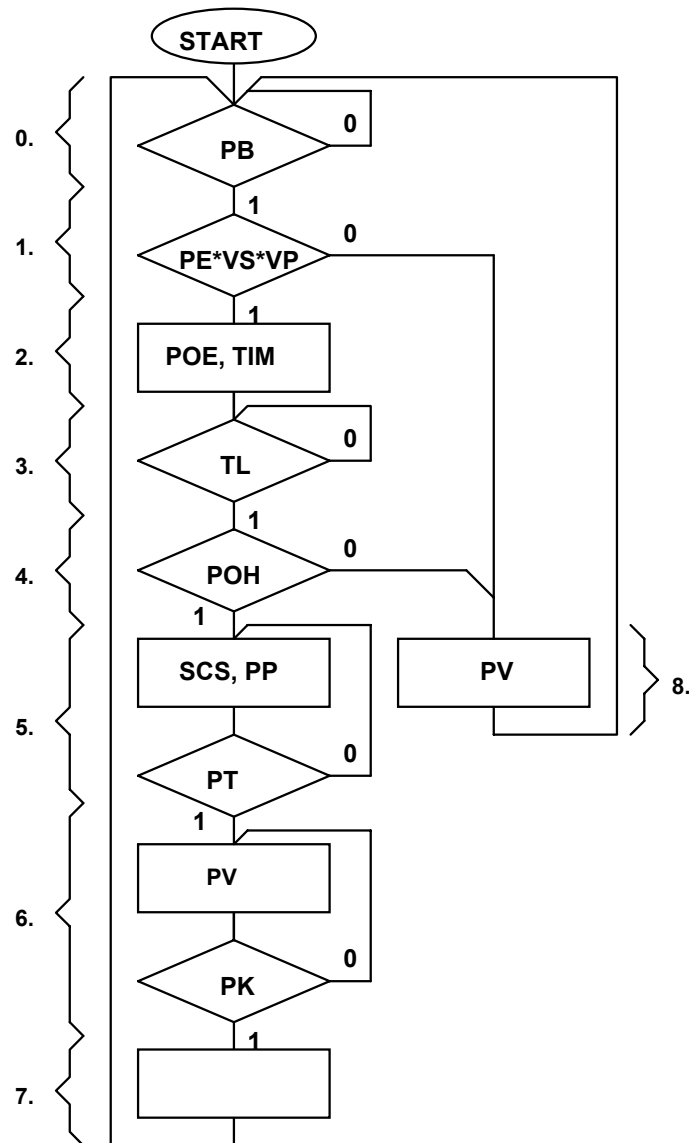 START
0.
PB
0
1
1.
PE*VS*VP
0
1
2.
POE, TIM
3.
TL
0
1
4.
POH
0
1
5.
SCS, PP
PV
8.
PT
0
1
6.
PV
PK
0
1
7.